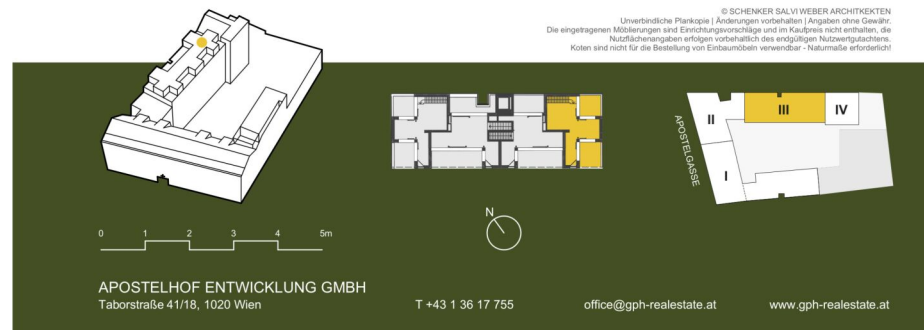 © SCHENKER SALVI WEBER ARCHITKEKTEN
Unverbindliche Plankopie | Änderungen vorbehalten | Angaben ohne Gewähr.
Die eingetragenen Möblierungen sind Einrichtungsvorschläge und im Kaufpreis nicht enthalten, die
Nutzflächenangaben erfolgen vorbehaltlich des endgültigen Nutzwertgutachtens.
Koten sind nicht für die Bestellung von Einbaumöbeln verwendbar - Naturmaße erforderlich!
II
III
IV
APOSTELGASSE
I
N
0 1 2 3 4 5m
APOSTELHOF ENTWICKLUNG GMBH
Taborstraße 41/18, 1020 Wien
T +43 1 36 17 755
office@gph-realestate.at
www.gph-realestate.at